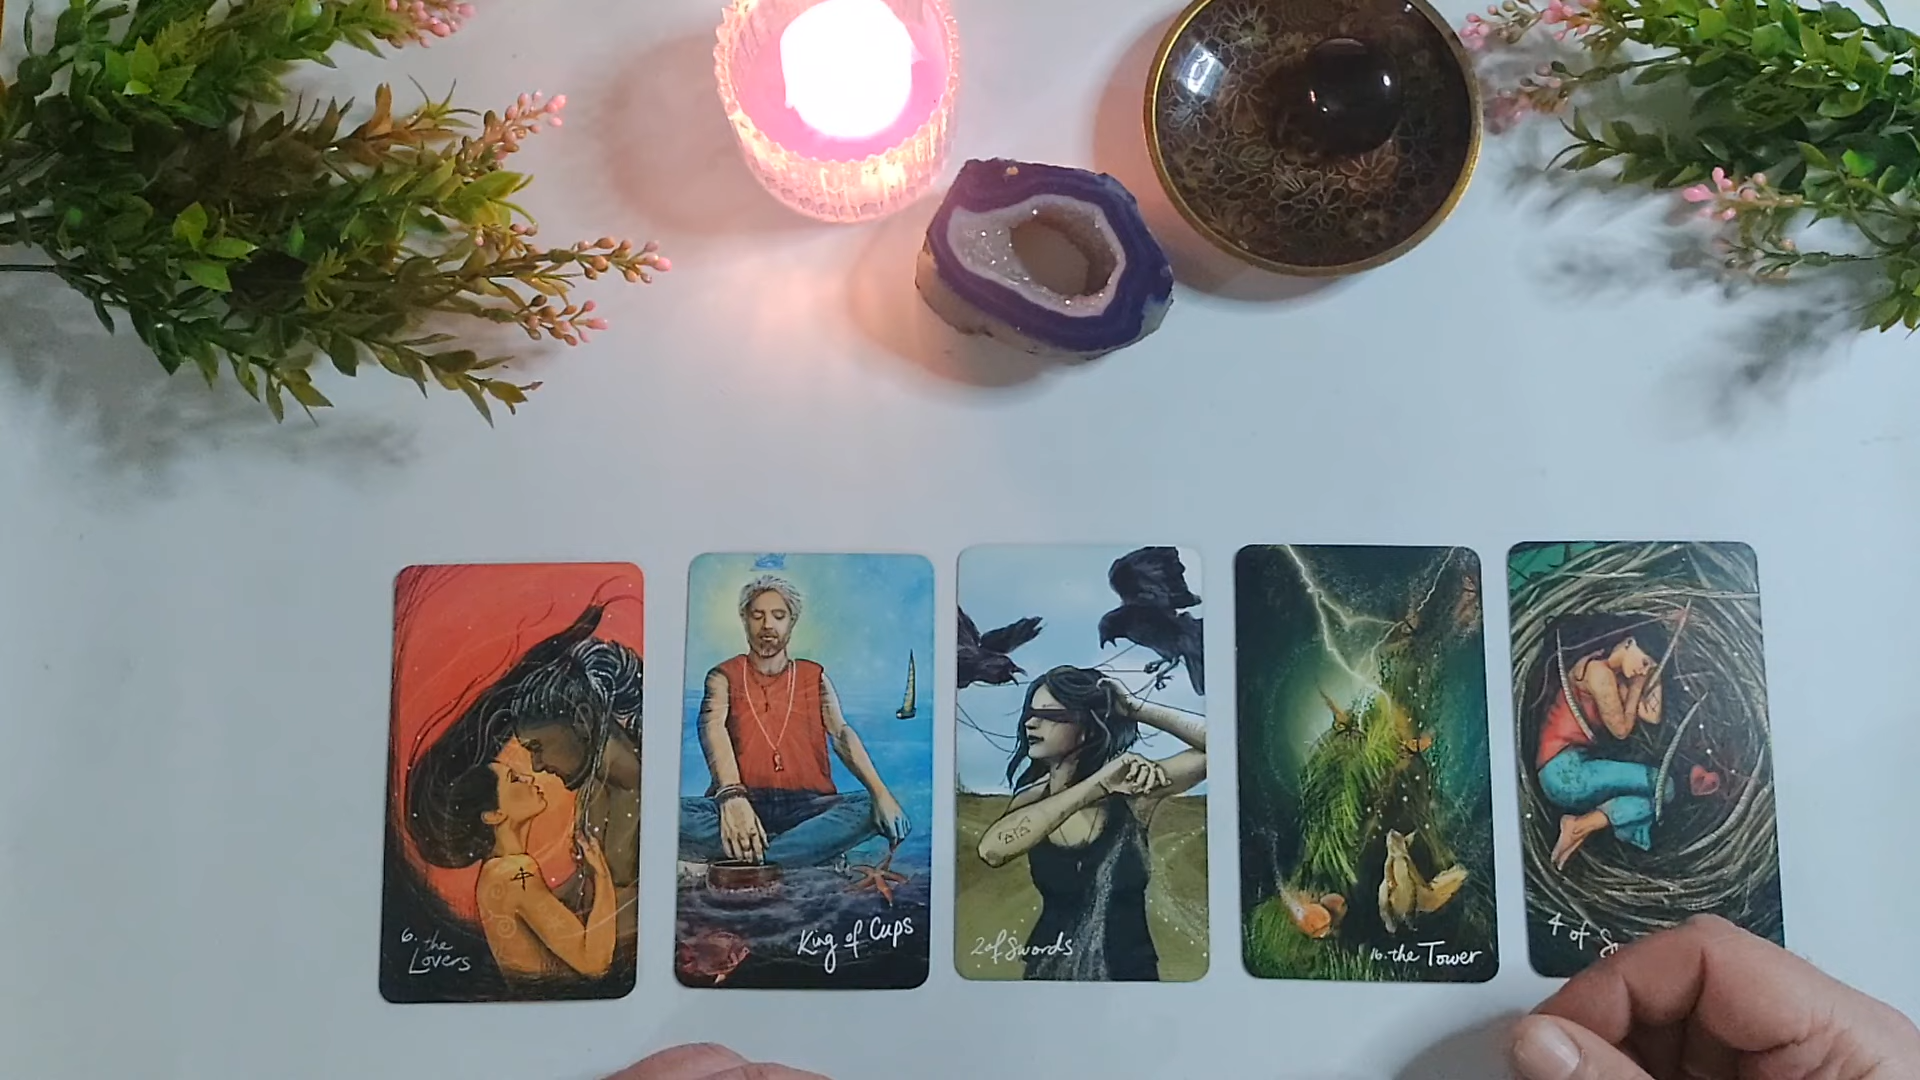 6. the
Lovers
King of Cups
2 of Swords
16. the Tower
4 of